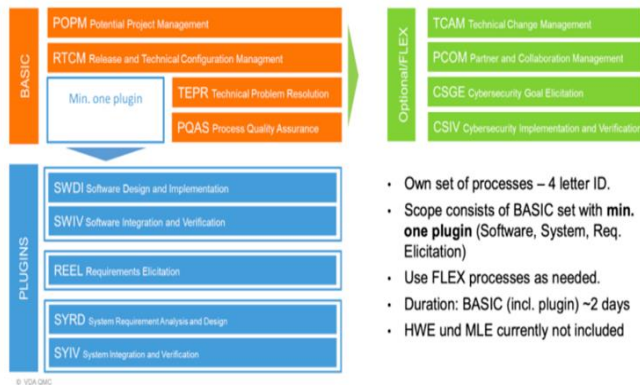 BASIC
POPM Potential Project Management
RTCM Release and Technical Configuration Managment
Min. one plugin
TEPR Technical Problem Resolution
PQAS Process Quality Assurance
Optional/FLEX
TCAM Technical Change Management
PCOM Partner and Collaboration Management
CSGE Cybersecurity Goal Elicitation
CSIV Cybersecurity Implementation and Verification
PLUGINS
SWDI Software Design and Implementation
SWIV Software Integration and Verification
REEL Requirements Elicitation
SYRD System Requirement Analysis and Design
SYIV System Integration and Verification
• Own set of processes – 4 letter ID.
• Scope consists of BASIC set with min.
one plugin (Software, System, Req.
Elicitation)
• Use FLEX processes as needed.
• Duration: BASIC (incl. plugin) ~2 days
• HWE und MLE currently not included
© VDA QMC